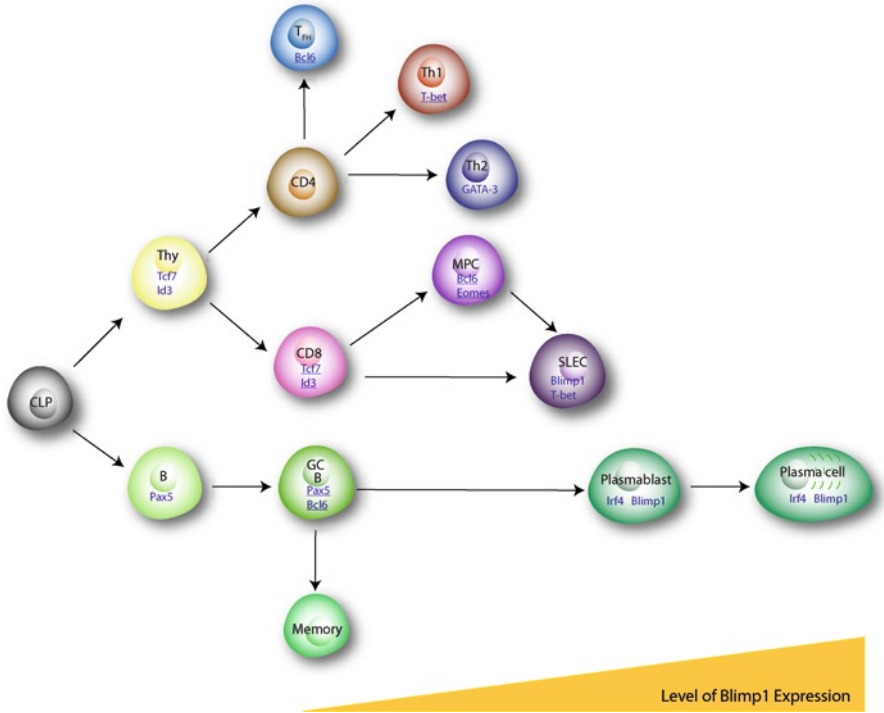 T FH
Bcl6
Th1
T-bet
CD4
Th2
GATA-3
Thy
Tcf7
Id3
MPC
Bcl6
Eomes
CD8
Tcf7
Id3
SLEC
Blimp1
T-bet
CLP
B
Pax5
GC
B
Pax5
Bcl6
Plasmablast
Irf4 Blimp1
Plasma cell
Irf4 Blimp1
Memory
Level of Blimp1 Expression